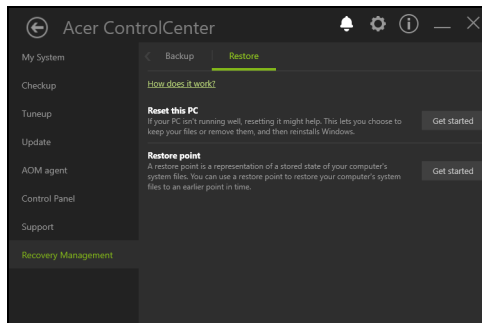 Acer ControlCenter
My System
Backup
Restore
Checkup
How does it work?
Tuneup
Reset this PC
If your PC isn't running well, resetting it might help. This lets you choose to
keep your files or remove them, and then reinstalls Windows.
Get started
Update
Restore point
A restore point is a representation of a stored state of your computer's
system files. You can use a restore point to restore your computer's system
files to an earlier point in time.
Get started
AOM agent
Control Panel
Support
Recovery Management